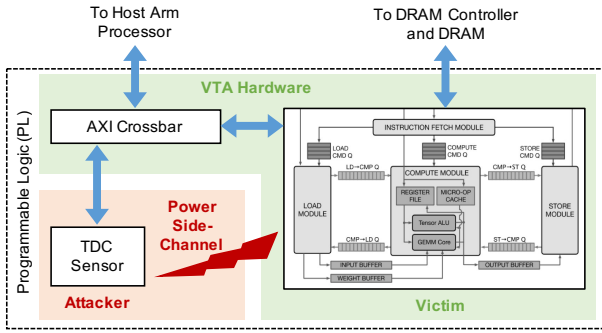 To Host Arm
Processor
To DRAM Controller
and DRAM
Programmable Logic (PL)
VTA Hardware
AXI Crossbar
INSTRUCTION FETCH MODULE
LOAD
CMD Q
COMPUTE
CMD Q
STORE
CMD Q
LD→CMP Q
COMPUTE MODULE
CMP→ST Q
REGISTER
FILE
MICRO-OP
CACHE
LOAD
MODULE
Tensor ALU
GEMM Core
STORE
MODULE
CMP→LD Q
ST→CMP Q
INPUT BUFFER
OUTPUT BUFFER
WEIGHT BUFFER
Power
Side-
Channel
TDC
Sensor
Attacker
Victim